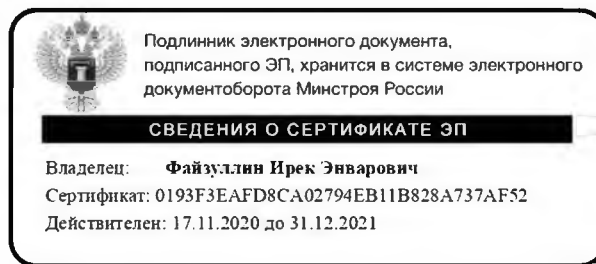 Подлинник электронного документа,
подписанного ЭП, хранится в системе электронного
документоборота Минстроя России
СВЕДЕНИЯ О СЕРТИФИКАТЕ ЭП
Владелец: Файзуллин Ирек Энварович
Сертификат: 0193F3EAFD8CA02794EB11B828A737AF52
Действителен: 17.11.2020 до 31.12.2021